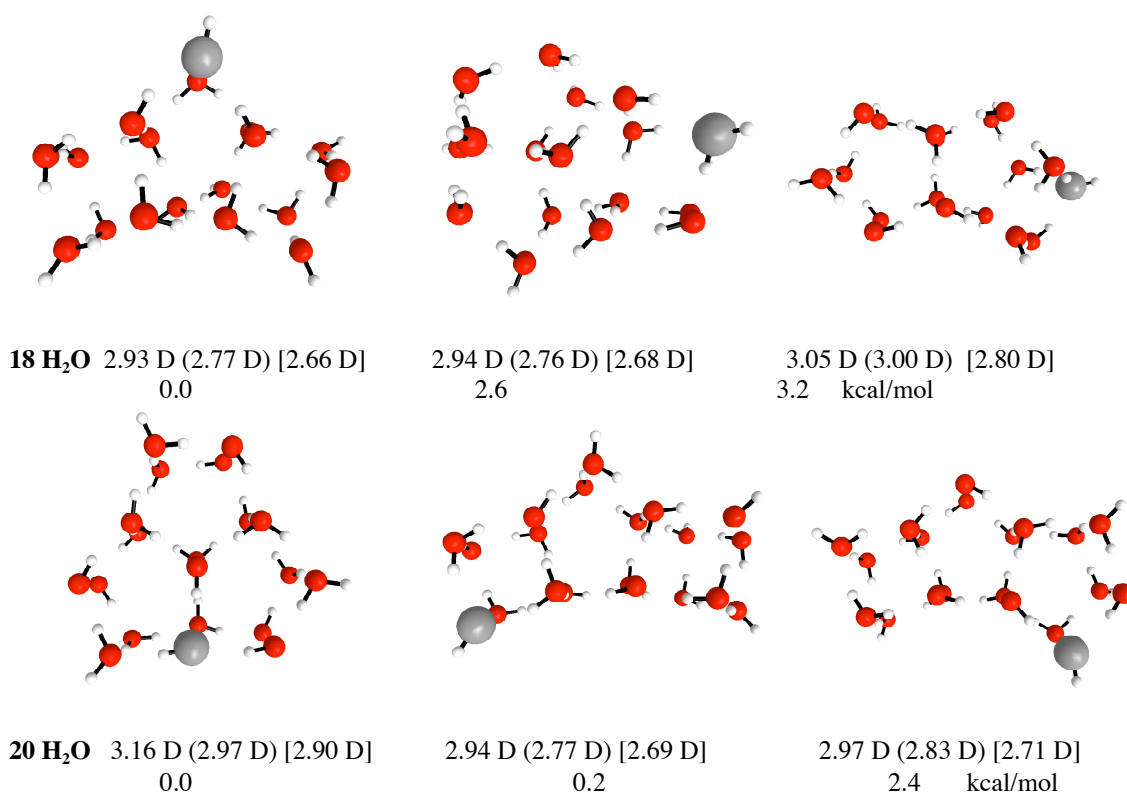 18 H₂O 2.93 D (2.77 D) [2.66 D] 2.94 D (2.76 D) [2.68 D] 3.05 D (3.00 D) [2.80 D]
0.0 2.6 3.2 kcal/mol
20 H₂O 3.16 D (2.97 D) [2.90 D] 2.94 D (2.77 D) [2.69 D] 2.97 D (2.83 D) [2.71 D]
0.0 0.2 2.4 kcal/mol